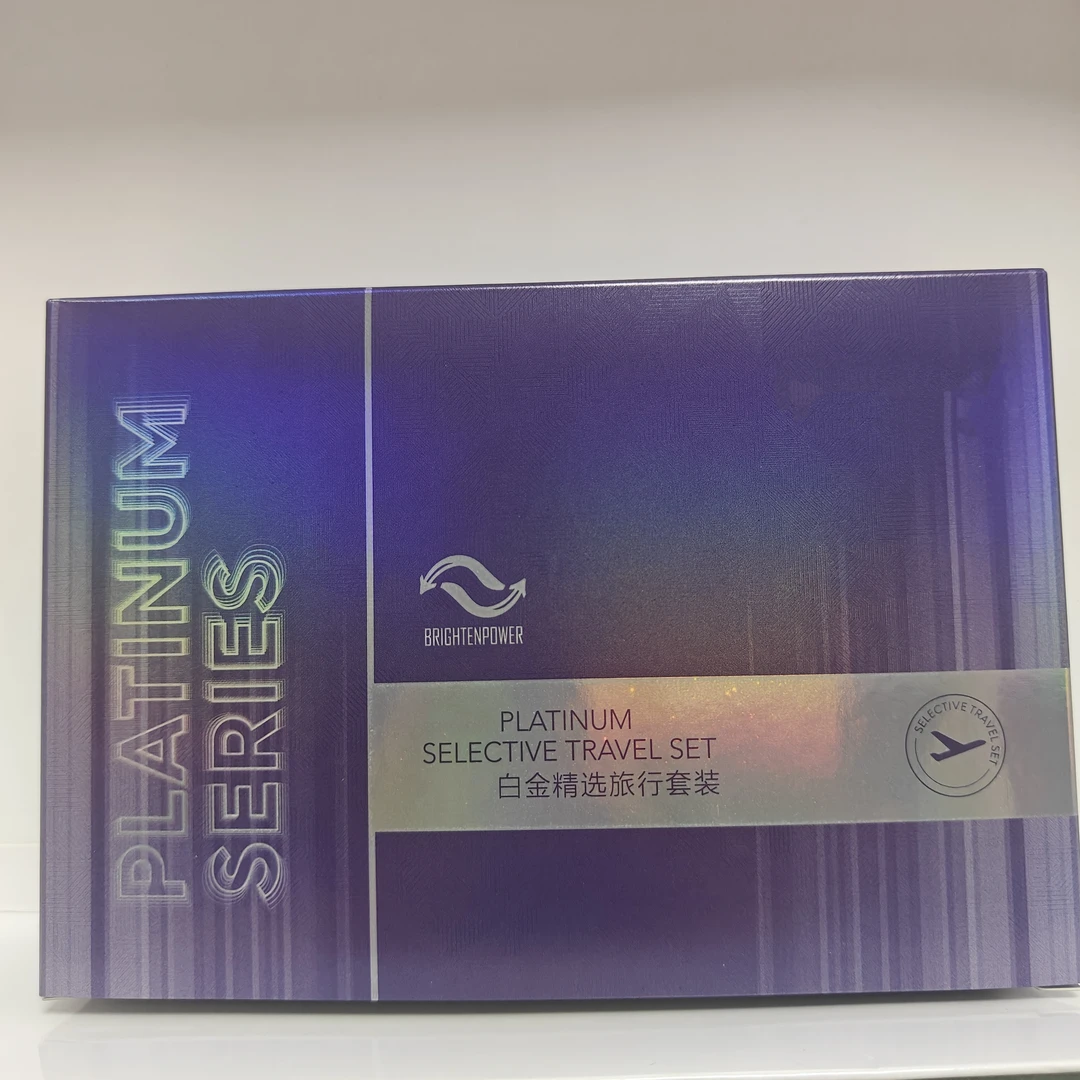 PLATINUM
SERIES
BRIGHTENPOWER
PLATINUM
SELECTIVE TRAVEL SET
白金精选旅行套装
SELECTIVE TRAVEL SET